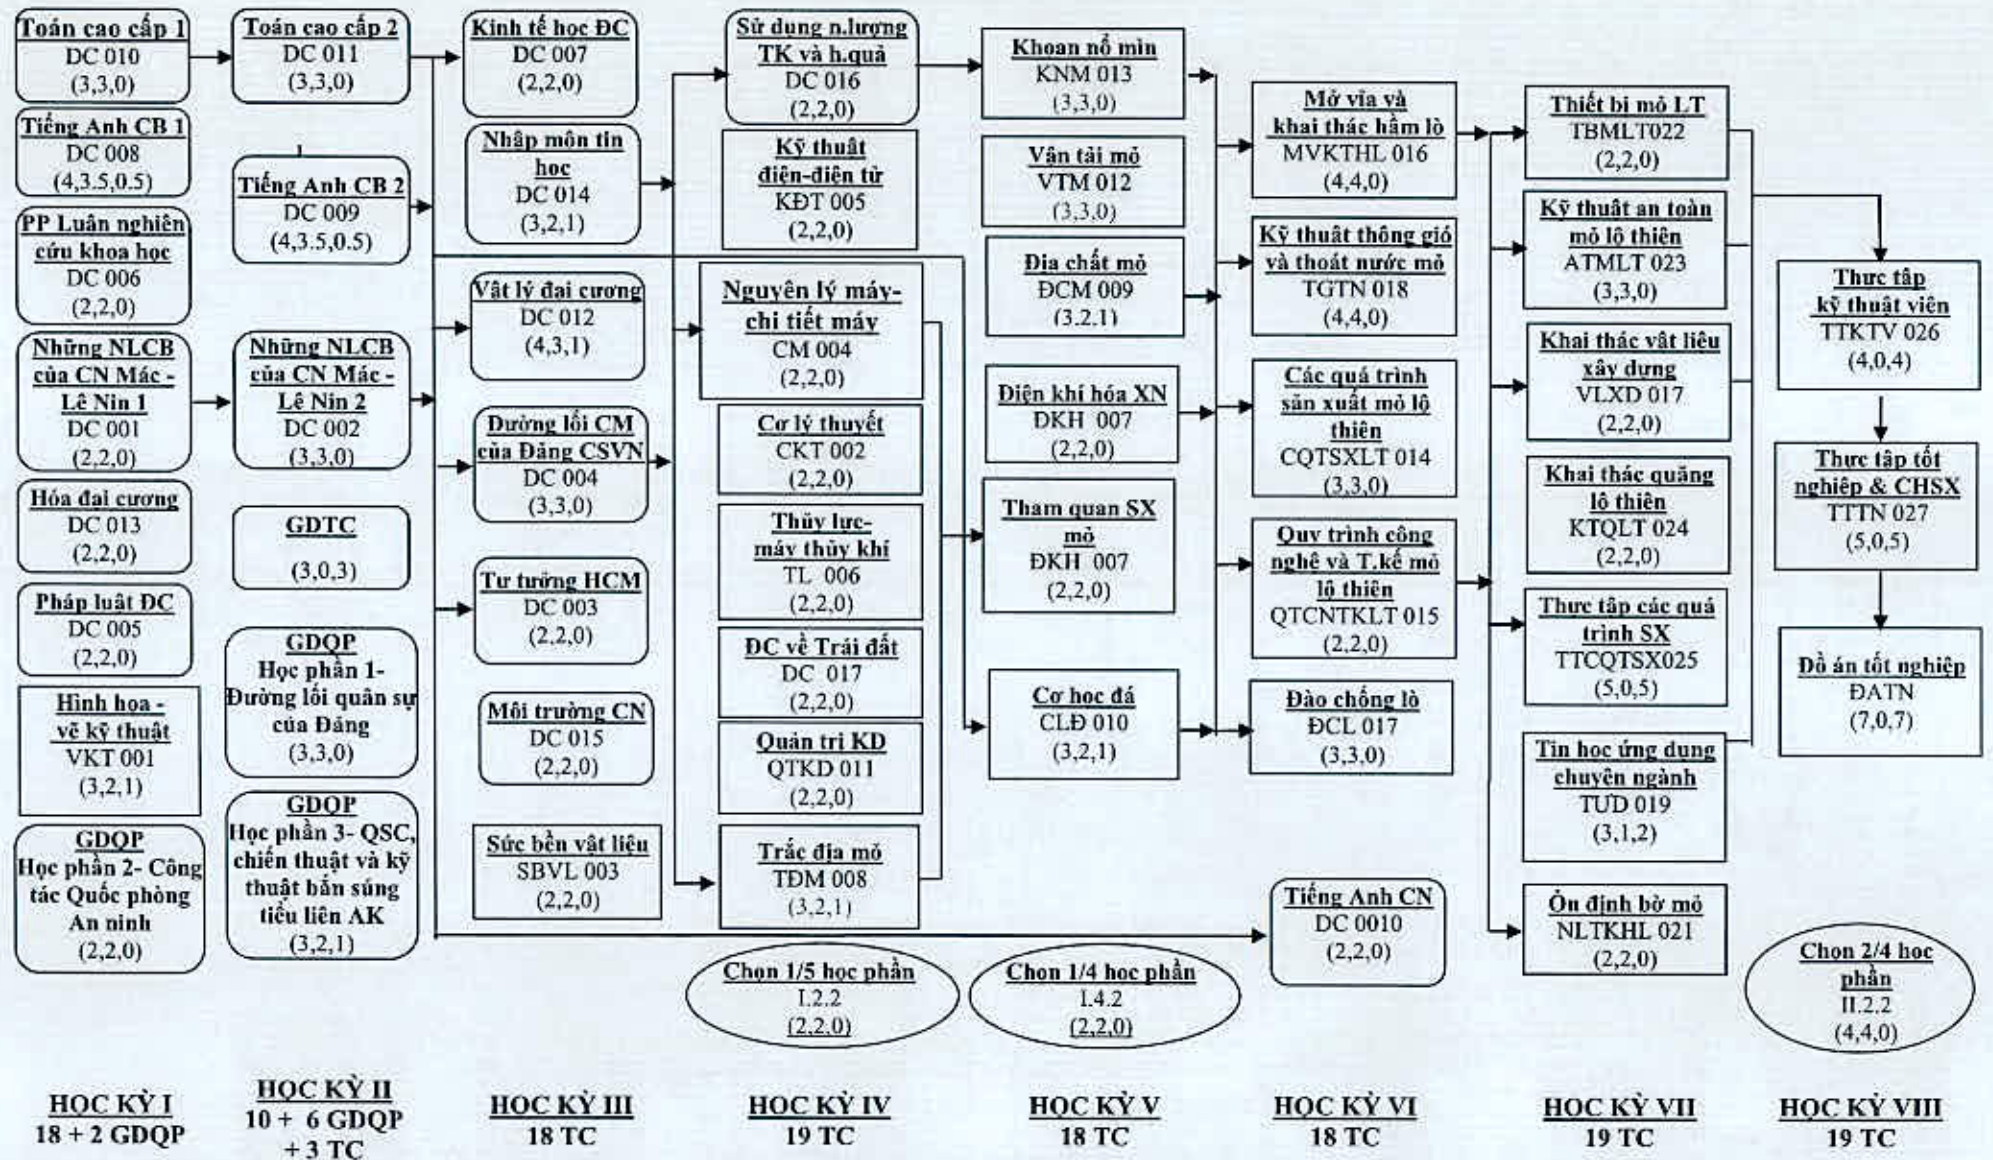 Toán cao cấp 1
DC 010
(3,3,0)
Tiếng Anh CB 1
DC 008
(4,3.5,0.5)
PP Luận nghiên
cứu khoa học
DC 006
(2,2,0)
Những NLCB
của CN Mác -
Lê Nin 1
DC 001
(2,2,0)
Hóa đại cương
DC 013
(2,2,0)
Pháp luật ĐC
DC 005
(2,2,0)
Hình họa -
vẽ kỹ thuật
VKT 001
(3,2,1)
GDQP
Học phần 2- Công
tác Quốc phòng
An ninh
(2,2,0)
HỌC KỲ I
18 + 2 GDQP
Toán cao cấp 2
DC 011
(3,3,0)
Tiếng Anh CB 2
DC 009
(4,3.5,0.5)
Những NLCB
của CN Mác -
Lê Nin 2
DC 002
(3,3,0)
GDTC
(3,0,3)
GDQP
Học phần 1-
Đường lối quân sự
của Đảng
(3,3,0)
GDQP
Học phần 3- QSC,
chiến thuật và kỹ
thuật bắn súng
tiểu liên AK
(3,2,1)
HỌC KỲ II
10 + 6 GDQP
+ 3 TC
Kinh tế học ĐC
DC 007
(2,2,0)
Nhập môn tin
học
DC 014
(3,2,1)
Vật lý đại cương
DC 012
(4,3,1)
Đường lối CM
của Đảng CSVN
DC 004
(3,3,0)
Tư tưởng HCM
DC 003
(2,2,0)
Môi trường CN
DC 015
(2,2,0)
Sức bền vật liệu
SBVL 003
(2,2,0)
HỌC KỲ III
18 TC
Sử dụng n.lượng
TK và h.quả
DC 016
(2,2,0)
Kỹ thuật
điện-điện tử
KĐT 005
(2,2,0)
Nguyên lý máy-
chi tiết máy
CM 004
(2,2,0)
Cơ lý thuyết
CKT 002
(2,2,0)
Thủy lực-
máy thủy khí
TL 006
(2,2,0)
ĐC về Trái đất
DC 017
(2,2,0)
Quản trị KD
QTKD 011
(2,2,0)
Trắc địa mỏ
TĐM 008
(3,2,1)
Chọn 1/5 học phần
I.2.2
(2,2,0)
HỌC KỲ IV
19 TC
Khoan nổ mìn
KNM 013
(3,3,0)
Vận tải mỏ
VTM 012
(3,3,0)
Địa chất mỏ
ĐCM 009
(3.2,1)
Điện khí hóa XN
ĐKH 007
(2,2,0)
Tham quan SX
mỏ
ĐKH 007
(2,2,0)
Cơ học đá
CLĐ 010
(3,2,1)
Chọn 1/4 học phần
I.4.2
(2,2,0)
HỌC KỲ V
18 TC
Mở vỉa và
khai thác hầm lò
MVKTHL 016
(4,4,0)
Kỹ thuật thông gió
và thoát nước mỏ
TGTN 018
(4,4,0)
Các quá trình
sản xuất mỏ lộ
thiên
CQTSXLT 014
(3,3,0)
Quy trình công
nghệ và T.kế mỏ
lộ thiên
QTCNTKLT 015
(2,2,0)
Đào chống lò
ĐCL 017
(3,3,0)
Tiếng Anh CN
DC 0010
(2,2,0)
HỌC KỲ VI
18 TC
Thiết bị mỏ LT
TBMLT022
(2,2,0)
Kỹ thuật an toàn
mỏ lộ thiên
ATMLT 023
(3,3,0)
Khai thác vật liệu
xây dựng
VLXD 017
(2,2,0)
Khai thác quặng
lộ thiên
KTQLT 024
(2,2,0)
Thực tập các quá
trình SX
TTCQTSX025
(5,0,5)
Tin học ứng dụng
chuyên ngành
TƯD 019
(3,1,2)
Ổn định bờ mỏ
NLTKHL 021
(2,2,0)
HỌC KỲ VII
19 TC
Thực tập
kỹ thuật viên
TTKTV 026
(4,0,4)
Thực tập tốt
nghiệp & CHSX
TTTN 027
(5,0,5)
Đồ án tốt nghiệp
ĐATN
(7,0,7)
Chọn 2/4 học
phần
II.2.2
(4,4,0)
HỌC KỲ VIII
19 TC